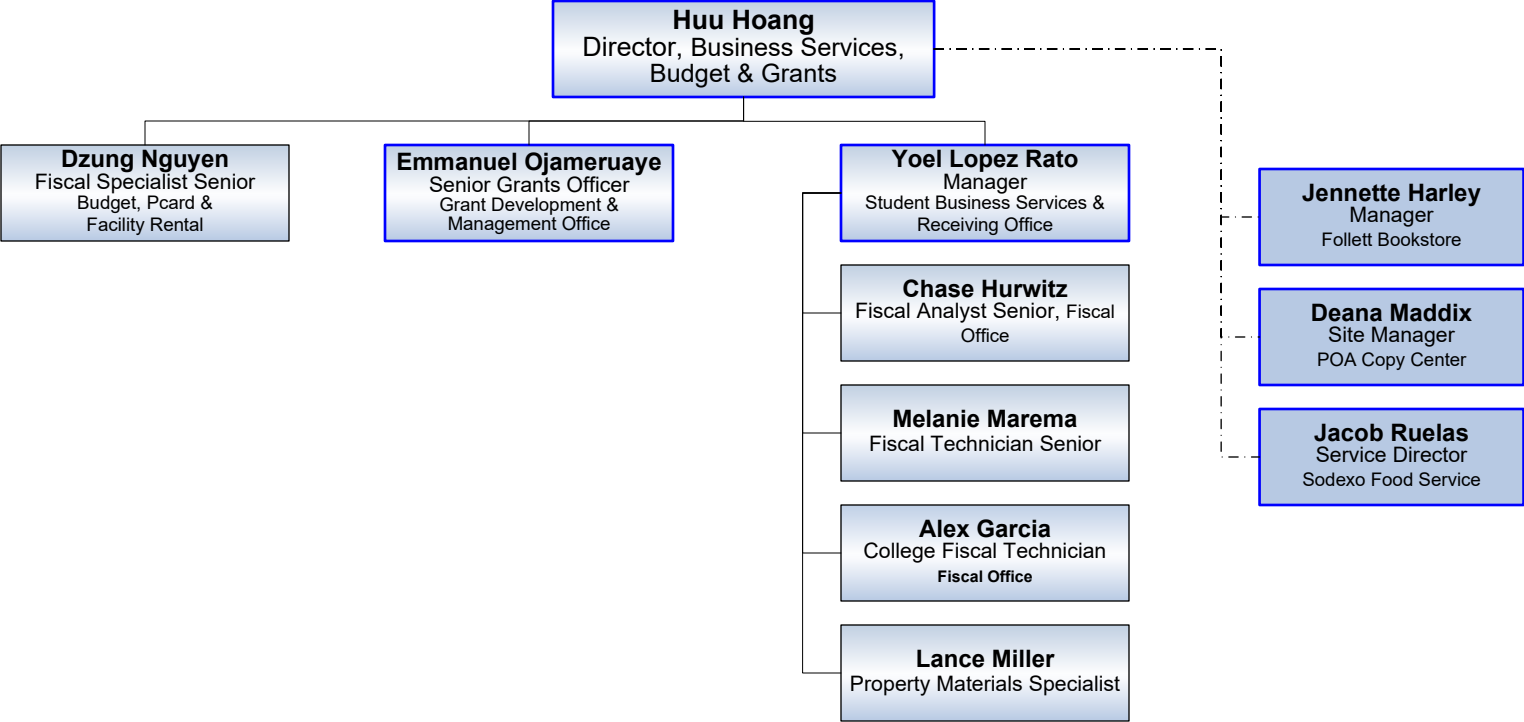 Huu Hoang
Director, Business Services,
Budget & Grants
Dzung Nguyen
Fiscal Specialist Senior
Budget, Pcard &
Facility Rental
Emmanuel Ojameruaye
Senior Grants Officer
Grant Development &
Management Office
Yoel Lopez Rato
Manager
Student Business Services &
Receiving Office
Chase Hurwitz
Fiscal Analyst Senior, Fiscal
Office
Melanie Marema
Fiscal Technician Senior
Alex Garcia
College Fiscal Technician
Fiscal Office
Lance Miller
Property Materials Specialist
Jennette Harley
Manager
Follett Bookstore
Deana Maddix
Site Manager
POA Copy Center
Jacob Ruelas
Service Director
Sodexo Food Service